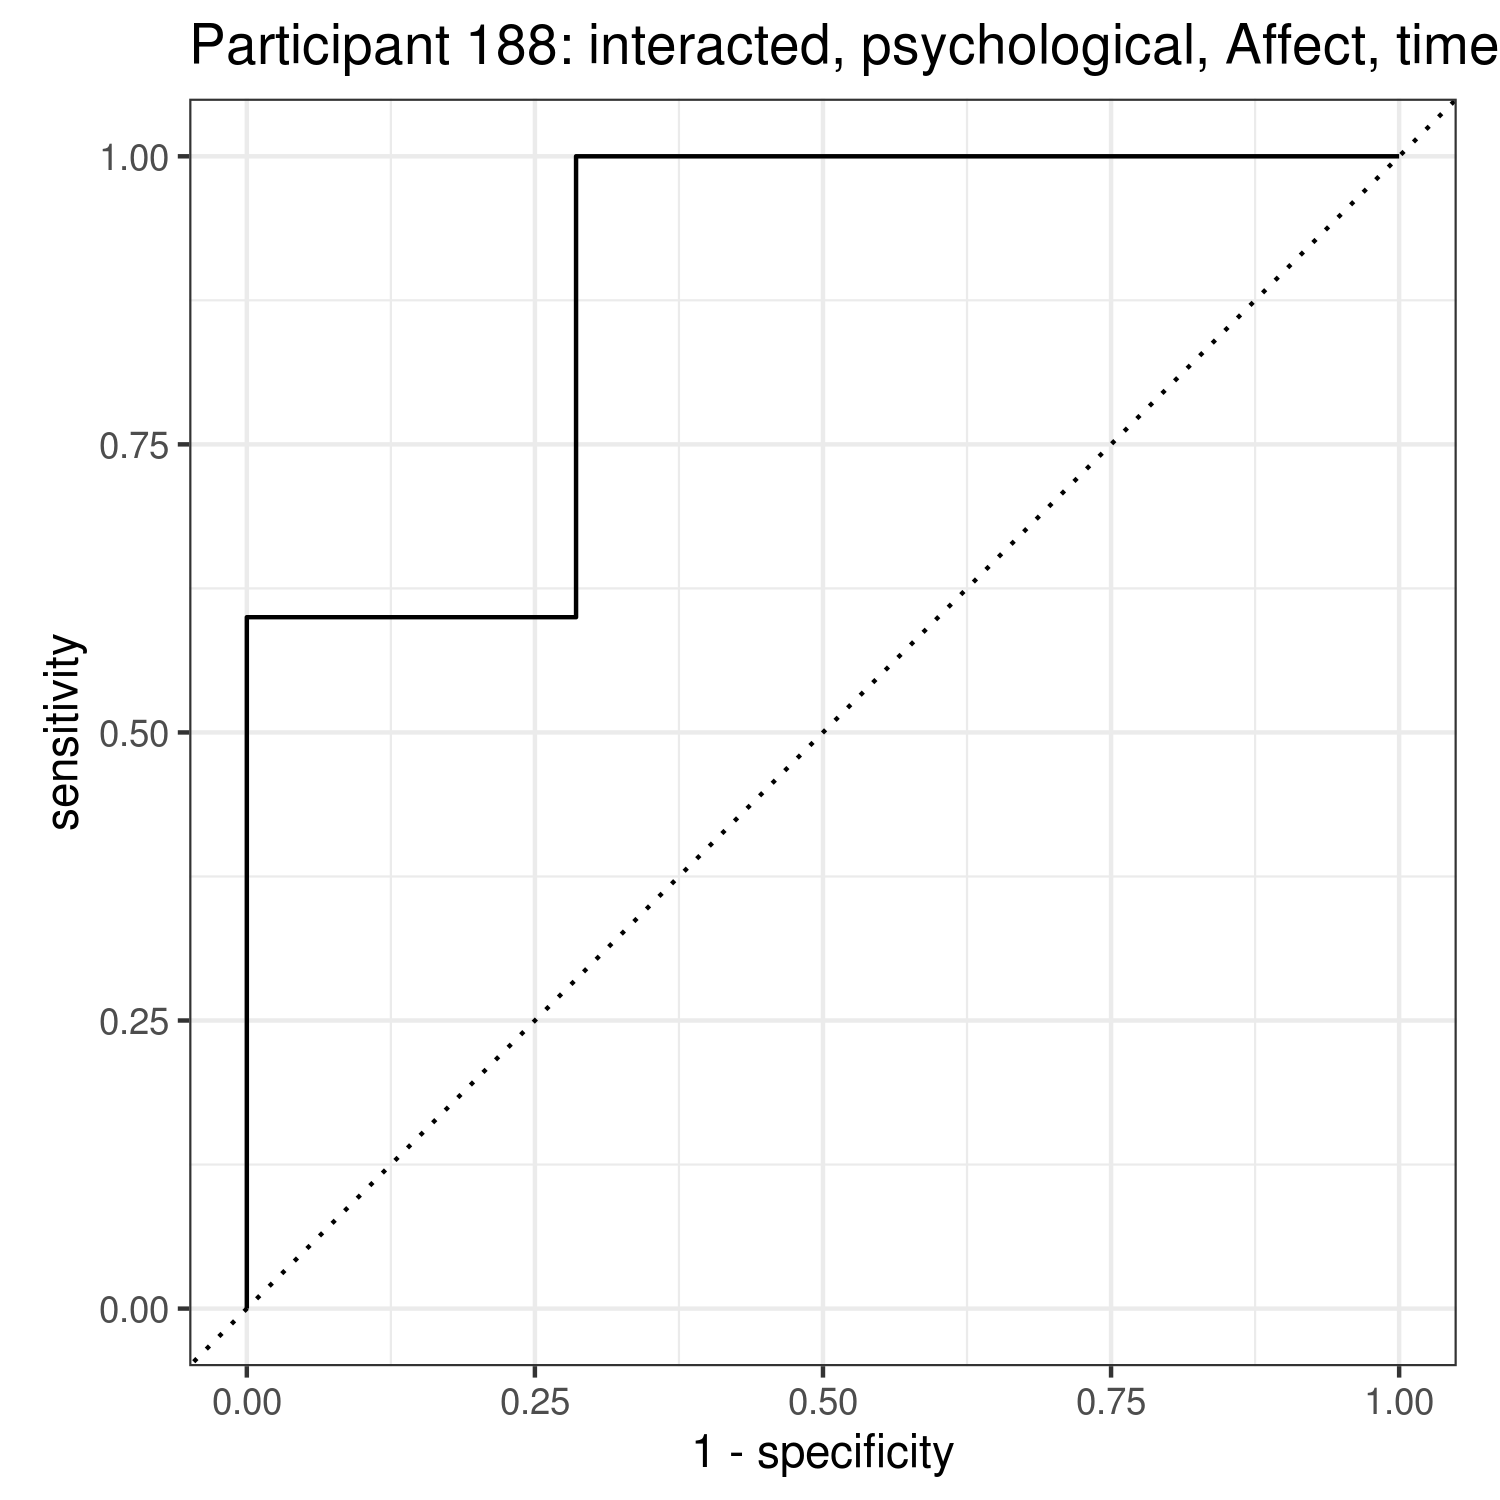 Participant 188: interacted, psychological, Affect, time
1.00
0.75
0.50
0.25
0.00
sensitivity
0.00 0.25 0.50 0.75 1.00
1 - specificity